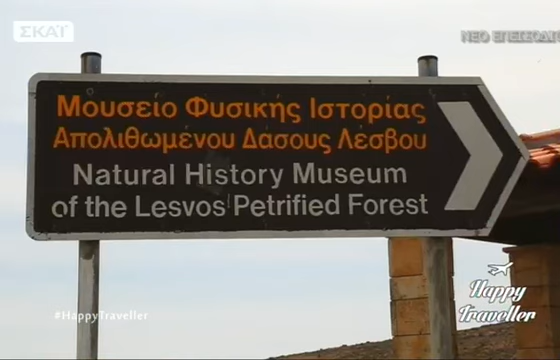 ΣΚΑΪ
ΝΕΟ ΕΠΕΙΣΟΔΙΟ
Μουσείο Φυσικής Ιστορίας
Απολιθωμένου Δάσους Λέσβου
Natural History Museum
of the Lesvos Petrified Forest
#HappyTraveller
Happy
Traveller